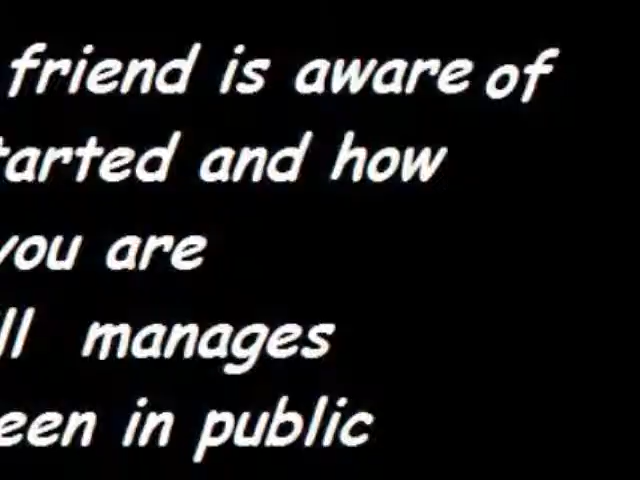 friend is aware of
tarted and how
you are
ll manages
een in public